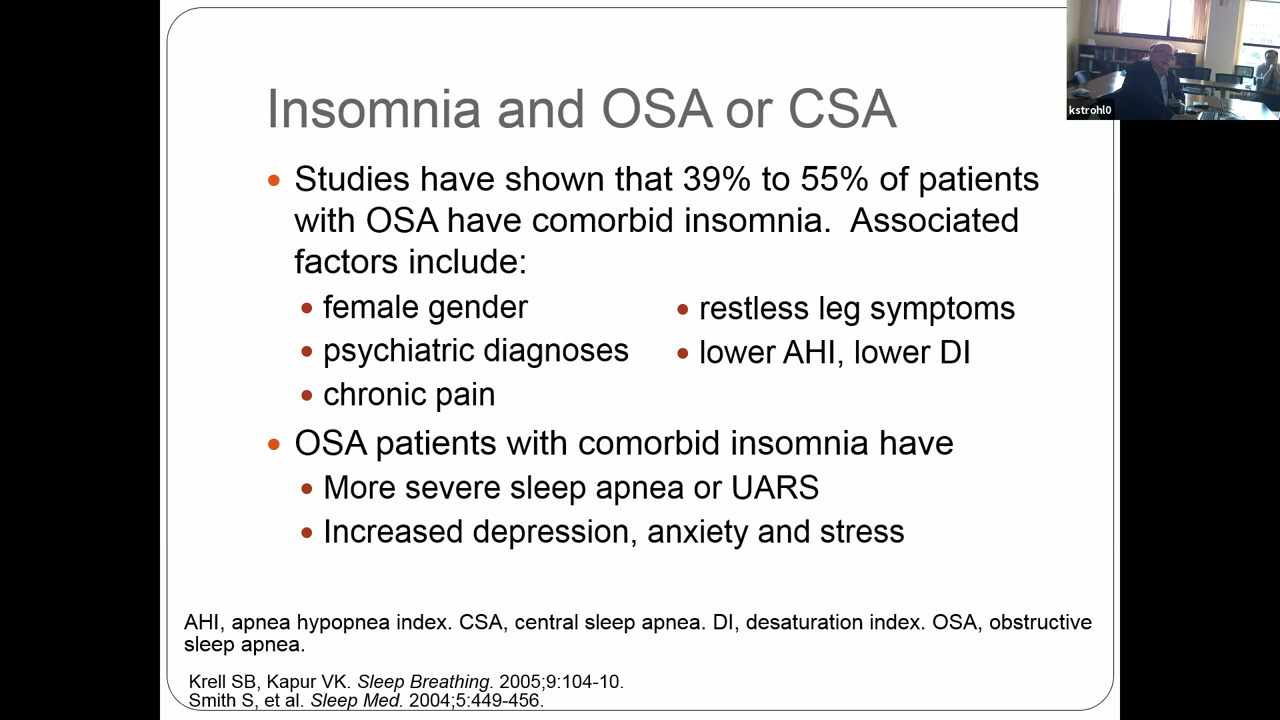 Insomnia and OSA or CSA
kstrohl0
• Studies have shown that 39% to 55% of patients
with OSA have comorbid insomnia.  Associated
factors include:
• female gender
• psychiatric diagnoses
• chronic pain
• restless leg symptoms
• lower AHI, lower DI
• OSA patients with comorbid insomnia have
• More severe sleep apnea or UARS
• Increased depression, anxiety and stress
AHI, apnea hypopnea index. CSA, central sleep apnea. DI, desaturation index. OSA, obstructive
sleep apnea.
Krell SB, Kapur VK. Sleep Breathing. 2005;9:104-10.
Smith S, et al. Sleep Med. 2004;5:449-456.